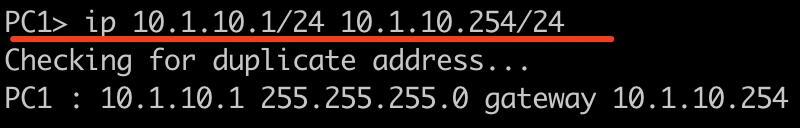 PC1> ip 10.1.10.1/24 10.1.10.254/24
Checking for duplicate address...
PC1 : 10.1.10.1 255.255.255.0 gateway 10.1.10.254